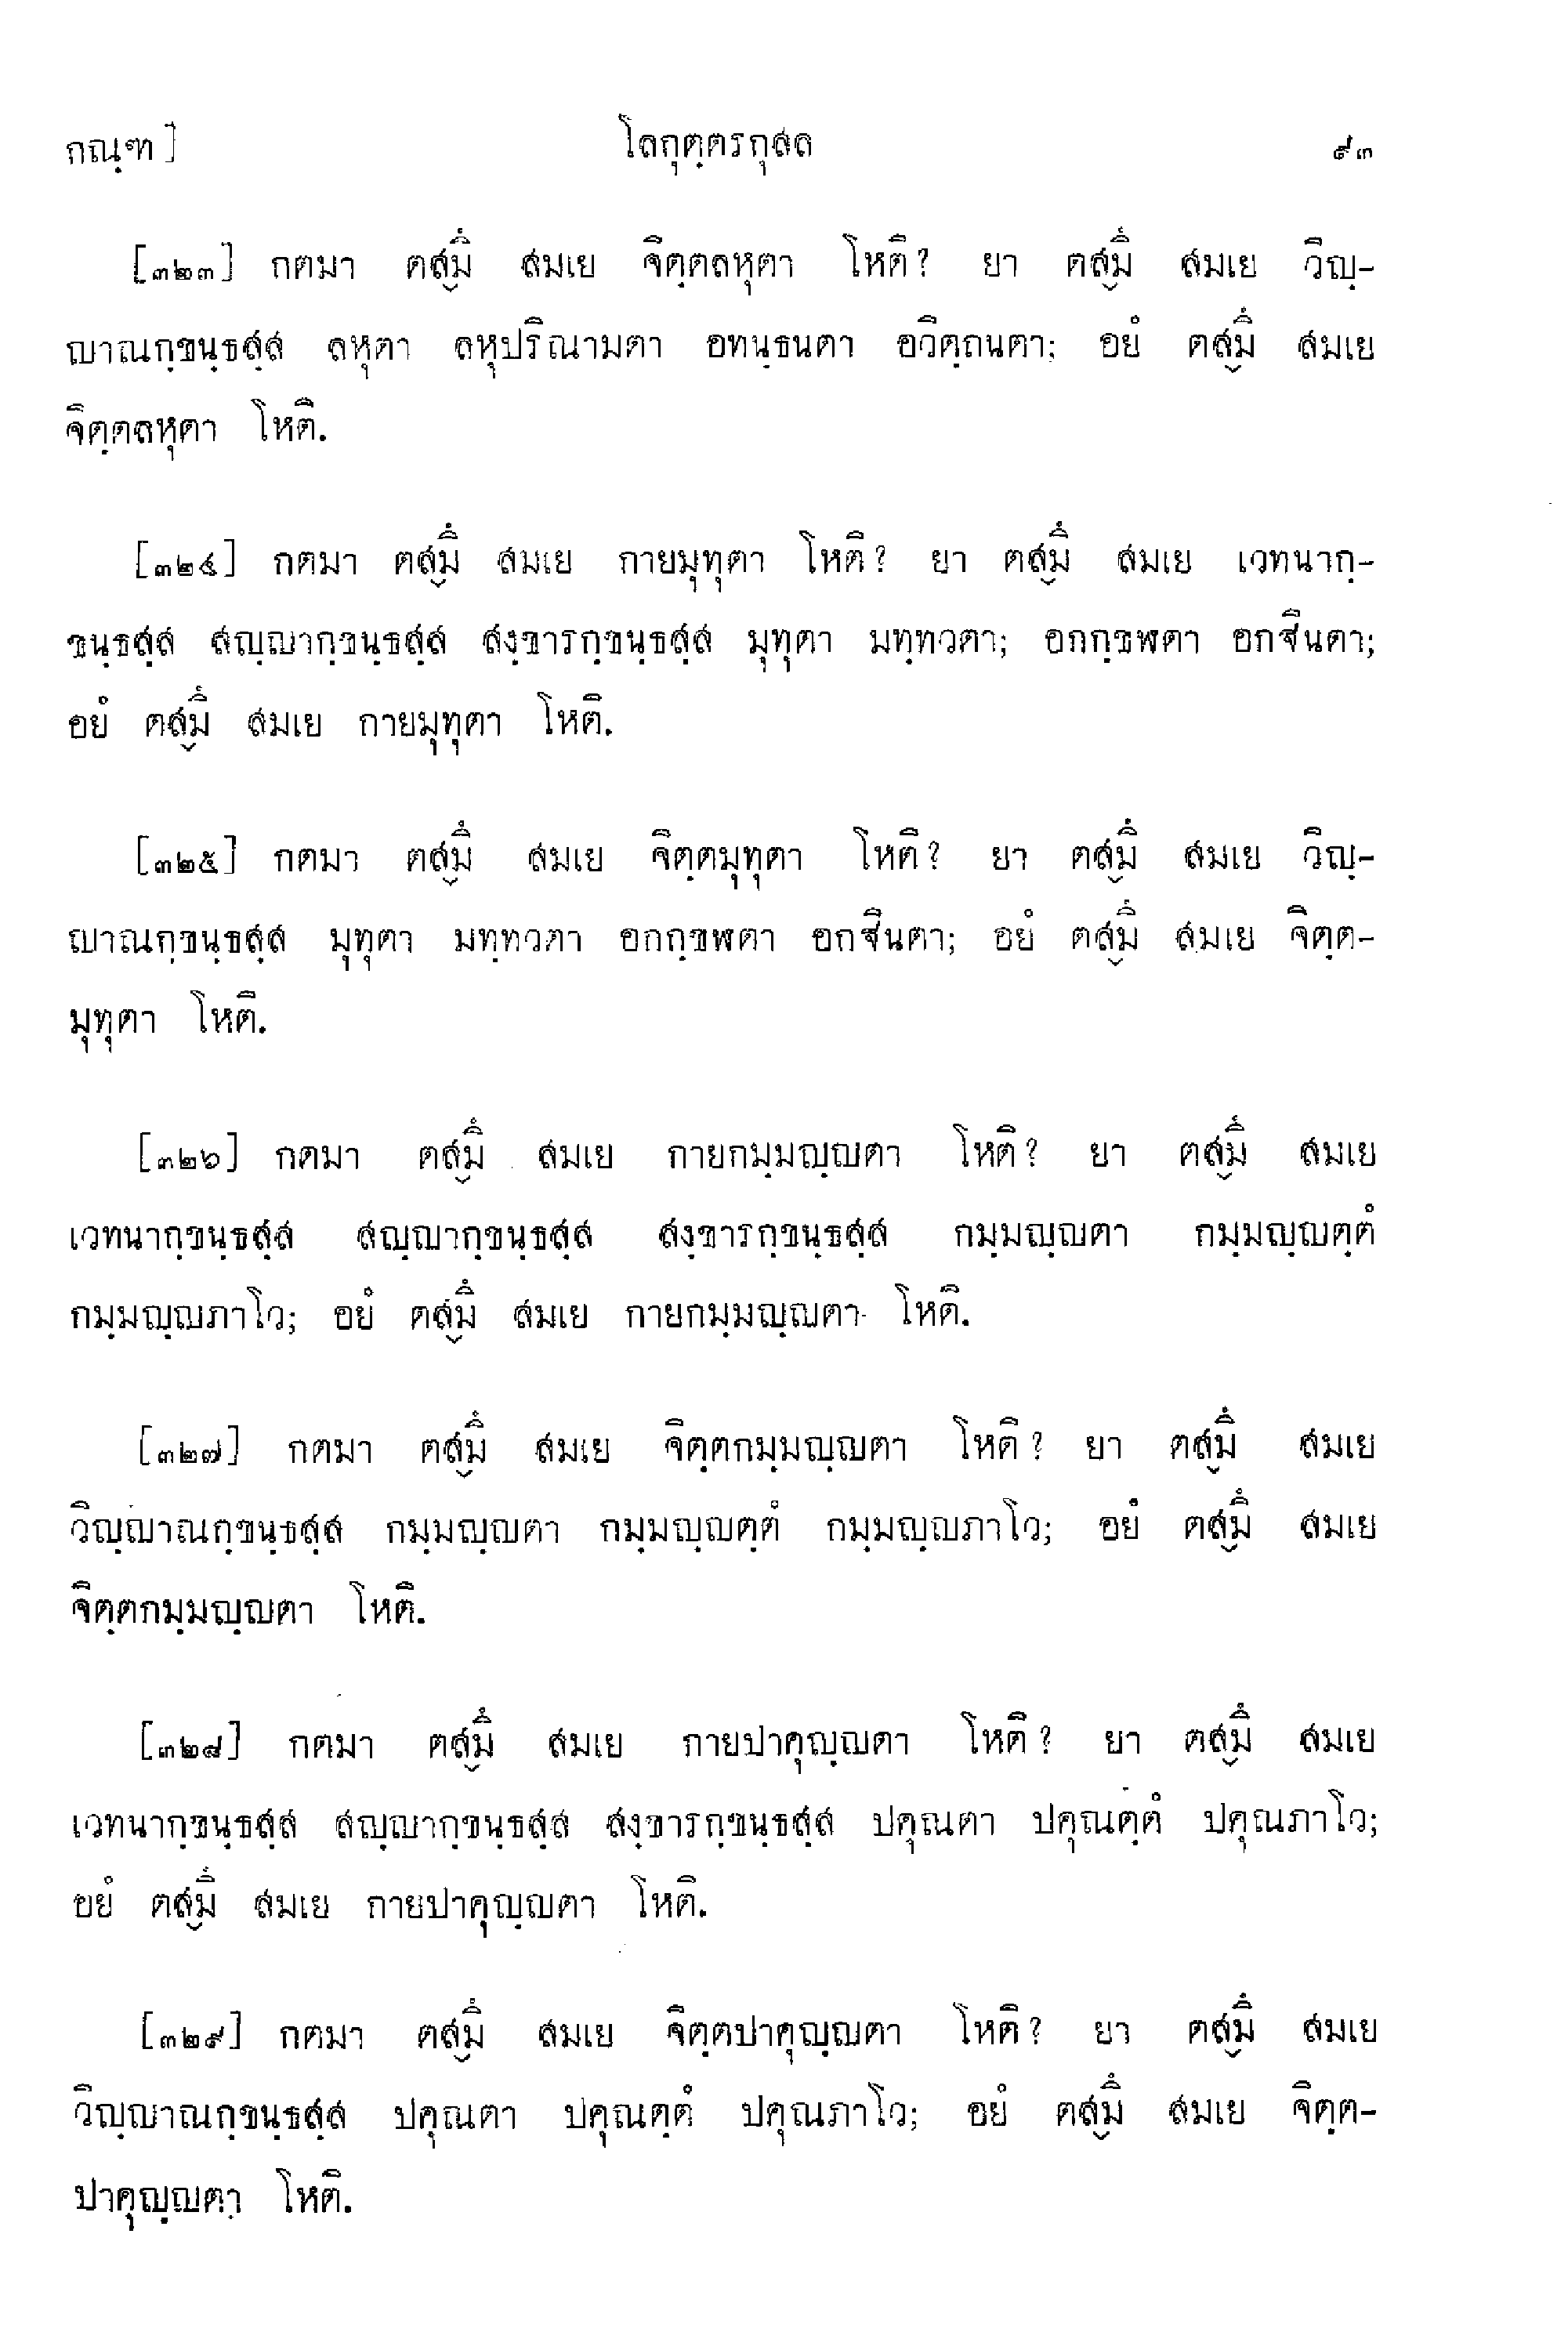 กณฺฑ] โลกุตฺตรกุสล ๙๓
[๓๒๓] กตมา ตสฺมึ สมเย จิตฺตลหุตา โหติ? ยา ตสฺมึ สมเย วิญฺ-
ญาณกฺขนฺธสฺส ลหุตา ลหุปริณามตา อทนฺธนตา อวิตฺถนตา; อยํ ตสฺมึ สมเย
จิตฺตลหุตา โหติ.
[๓๒๔] กตมา ตสฺมึ สมเย กายมุทุตา โหติ? ยา ตสฺมึ สมเย เวทนากฺ-
ขนฺธสฺส สญฺญากฺขนฺธสฺส สงฺขารกฺขนฺธสฺส มุทุตา มทฺทวตา; อกกฺขฬตา อกฐินตา;
อยํ ตสฺมึ สมเย กายมุทุตา โหติ.
[๓๒๕] กตมา ตสฺมึ สมเย จิตฺตมุทุตา โหติ? ยา ตสฺมึ สมเย วิญฺ-
ญาณกฺขนฺธสฺส มุทุตา มทฺทวตา อกกฺขฬตา อกฐินตา; อยํ ตสฺมึ สมเย จิตฺต-
มุทุตา โหติ.
[๓๒๖] กตมา ตสฺมึ สมเย กายกมฺมญฺญตา โหติ? ยา ตสฺมึ สมเย
เวทนากฺขนฺธสฺส สญฺญากฺขนฺธสฺส สงฺขารกฺขนฺธสฺส กมฺมญฺญตา กมฺมญฺญตฺตํ
กมฺมญฺญภาโว; อยํ ตสฺมึ สมเย กายกมฺมญฺญตา โหติ.
[๓๒๗] กตมา ตสฺมึ สมเย จิตฺตกมฺมญฺญตา โหติ? ยา ตสฺมึ สมเย
วิญฺญาณกฺขนฺธสฺส กมฺมญฺญตา กมฺมญฺญตฺตํ กมฺมญฺญภาโว; อยํ ตสฺมึ สมเย
จิตฺตกมฺมญฺญตา โหติ.
[๓๒๘] กตมา ตสฺมึ สมเย กายปาคุญฺญตา โหติ? ยา ตสฺมึ สมเย
เวทนากฺขนฺธสฺส สญฺญากฺขนฺธสฺส สงฺขารกฺขนฺธสฺส ปคุณตา ปคุณตฺตํ ปคุณภาโว;
อยํ ตสฺมึ สมเย กายปาคุญฺญตา โหติ.
[๓๒๙] กตมา ตสฺมึ สมเย จิตฺตปาคุญฺญตา โหติ? ยา ตสฺมึ สมเย
วิญฺญาณกฺขนฺธสฺส ปคุณตา ปคุณตฺตํ ปคุณภาโว; อยํ ตสฺมึ สมเย จิตฺต-
ปาคุญฺญตา โหติ.